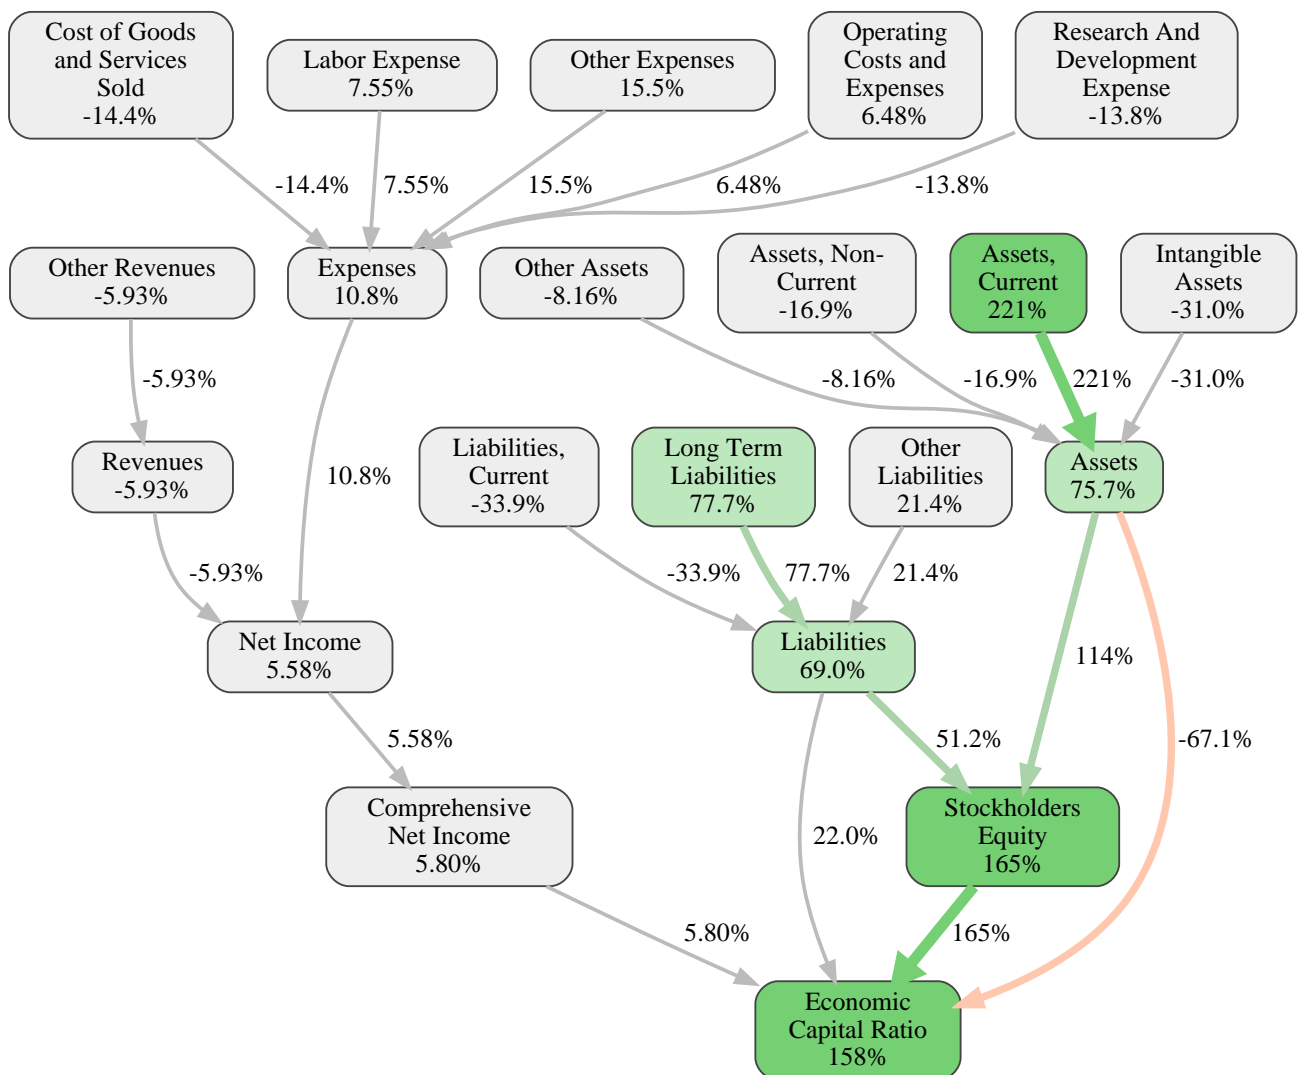 Cost of Goods
and Services
Sold
-14.4%
Labor Expense
7.55%
Other Expenses
15.5%
Operating
Costs and
Expenses
6.48%
Research And
Development
Expense
-13.8%
-14.4%
7.55%
15.5%
6.48%
-13.8%
Other Revenues
-5.93%
Expenses
10.8%
Other Assets
-8.16%
Assets, Non-
Current
-16.9%
Assets,
Current
221%
Intangible
Assets
-31.0%
-5.93%
-8.16%
-16.9%
221%
-31.0%
Revenues
-5.93%
10.8%
Liabilities,
Current
-33.9%
Long Term
Liabilities
77.7%
Other
Liabilities
21.4%
Assets
75.7%
-5.93%
-33.9%
77.7%
21.4%
Net Income
5.58%
Liabilities
69.0%
114%
5.58%
51.2%
-67.1%
Comprehensive
Net Income
5.80%
22.0%
Stockholders
Equity
165%
5.80%
165%
Economic
Capital Ratio
158%